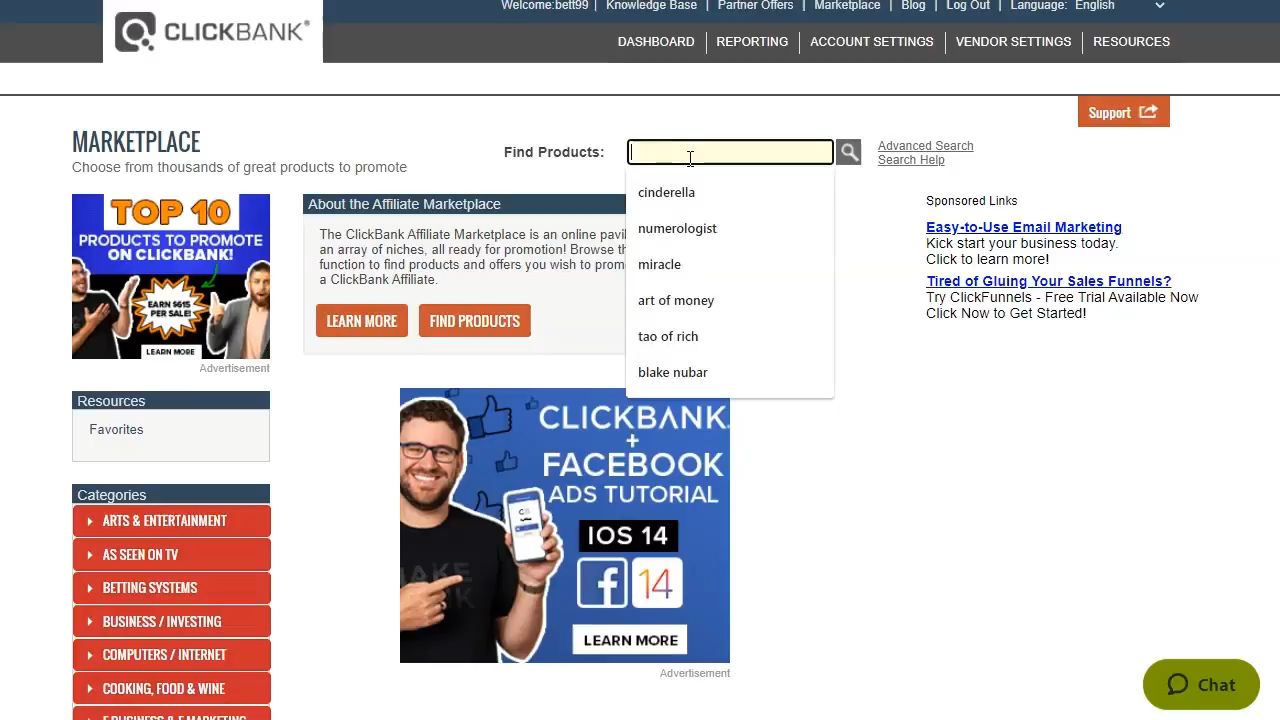 Welcome:bett99 | Knowledge Base | Partner Offers | Marketplace | Blog | Log Out | Language: English
CLICKBANK®
DASHBOARD | REPORTING | ACCOUNT SETTINGS | VENDOR SETTINGS | RESOURCES
Support
MARKETPLACE
Choose from thousands of great products to promote
Find Products:
Advanced Search
Search Help
cinderella
numerologist
miracle
art of money
tao of rich
blake nubar
TOP 10
PRODUCTS TO PROMOTE
ON CLICKBANK!
EARN $615
PER SALE!
LEARN MORE
Advertisement
About the Affiliate Marketplace
The ClickBank Affiliate Marketplace is an online
an array of niches, all ready for promotion! Browse
function to find products and offers you wish to
a ClickBank Affiliate.
LEARN MORE
FIND PRODUCTS
Sponsored Links
Easy-to-Use Email Marketing
Kick start your business today.
Click to learn more!
Tired of Gluing Your Sales Funnels?
Try ClickFunnels - Free Trial Available Now
Click Now to Get Started!
Resources
Favorites
Categories
ARTS & ENTERTAINMENT
AS SEEN ON TV
BETTING SYSTEMS
BUSINESS / INVESTING
COMPUTERS / INTERNET
COOKING, FOOD & WINE
E-BUSINESS & E-MARKETING
CLICKBANK.
+
FACEBOOK
ADS TUTORIAL
IOS 14
14
LEARN MORE
Advertisement
Chat